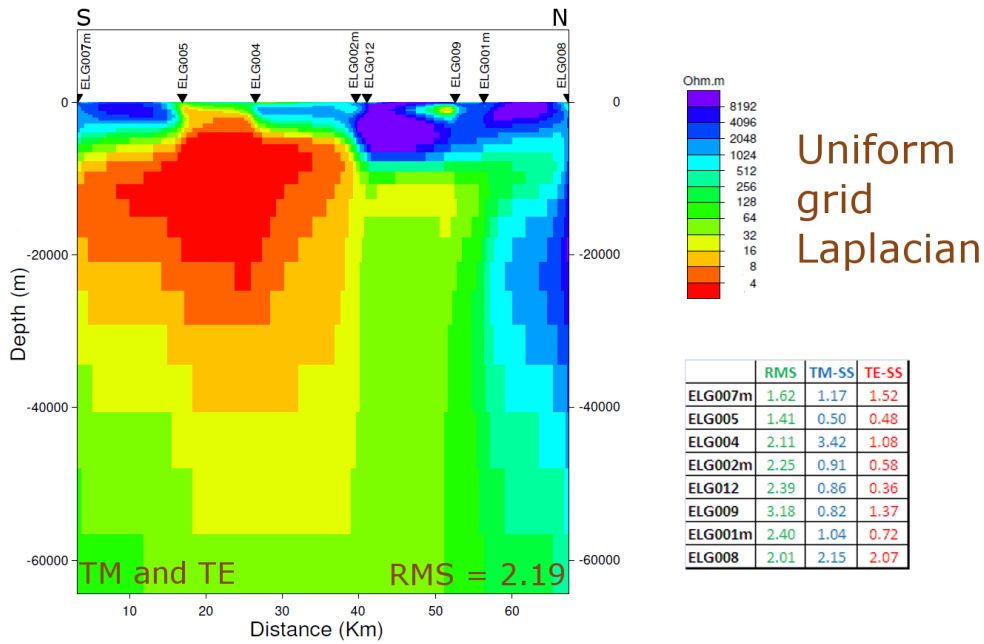 S N
ELG007m
ELG005
ELG004
ELG002m
ELG012
ELG009
ELG001m
ELG008
0 0
-20000 -20000
-40000 -40000
-60000 -60000
Depth (m)
TM and TE RMS = 2.19
10 20 30 40 50 60
Distance (Km)
Ohm.m
8192
4096
2048
1024
512
256
128
64
32
16
8
4
Uniform
grid
Laplacian
RMS TM-SS TE-SS
ELG007m 1.62 1.17 1.52
ELG005 1.41 0.50 0.48
ELG004 2.11 3.42 1.08
ELG002m 2.25 0.91 0.58
ELG012 2.39 0.86 0.36
ELG009 3.18 0.82 1.37
ELG001m 2.40 1.04 0.72
ELG008 2.01 2.15 2.07